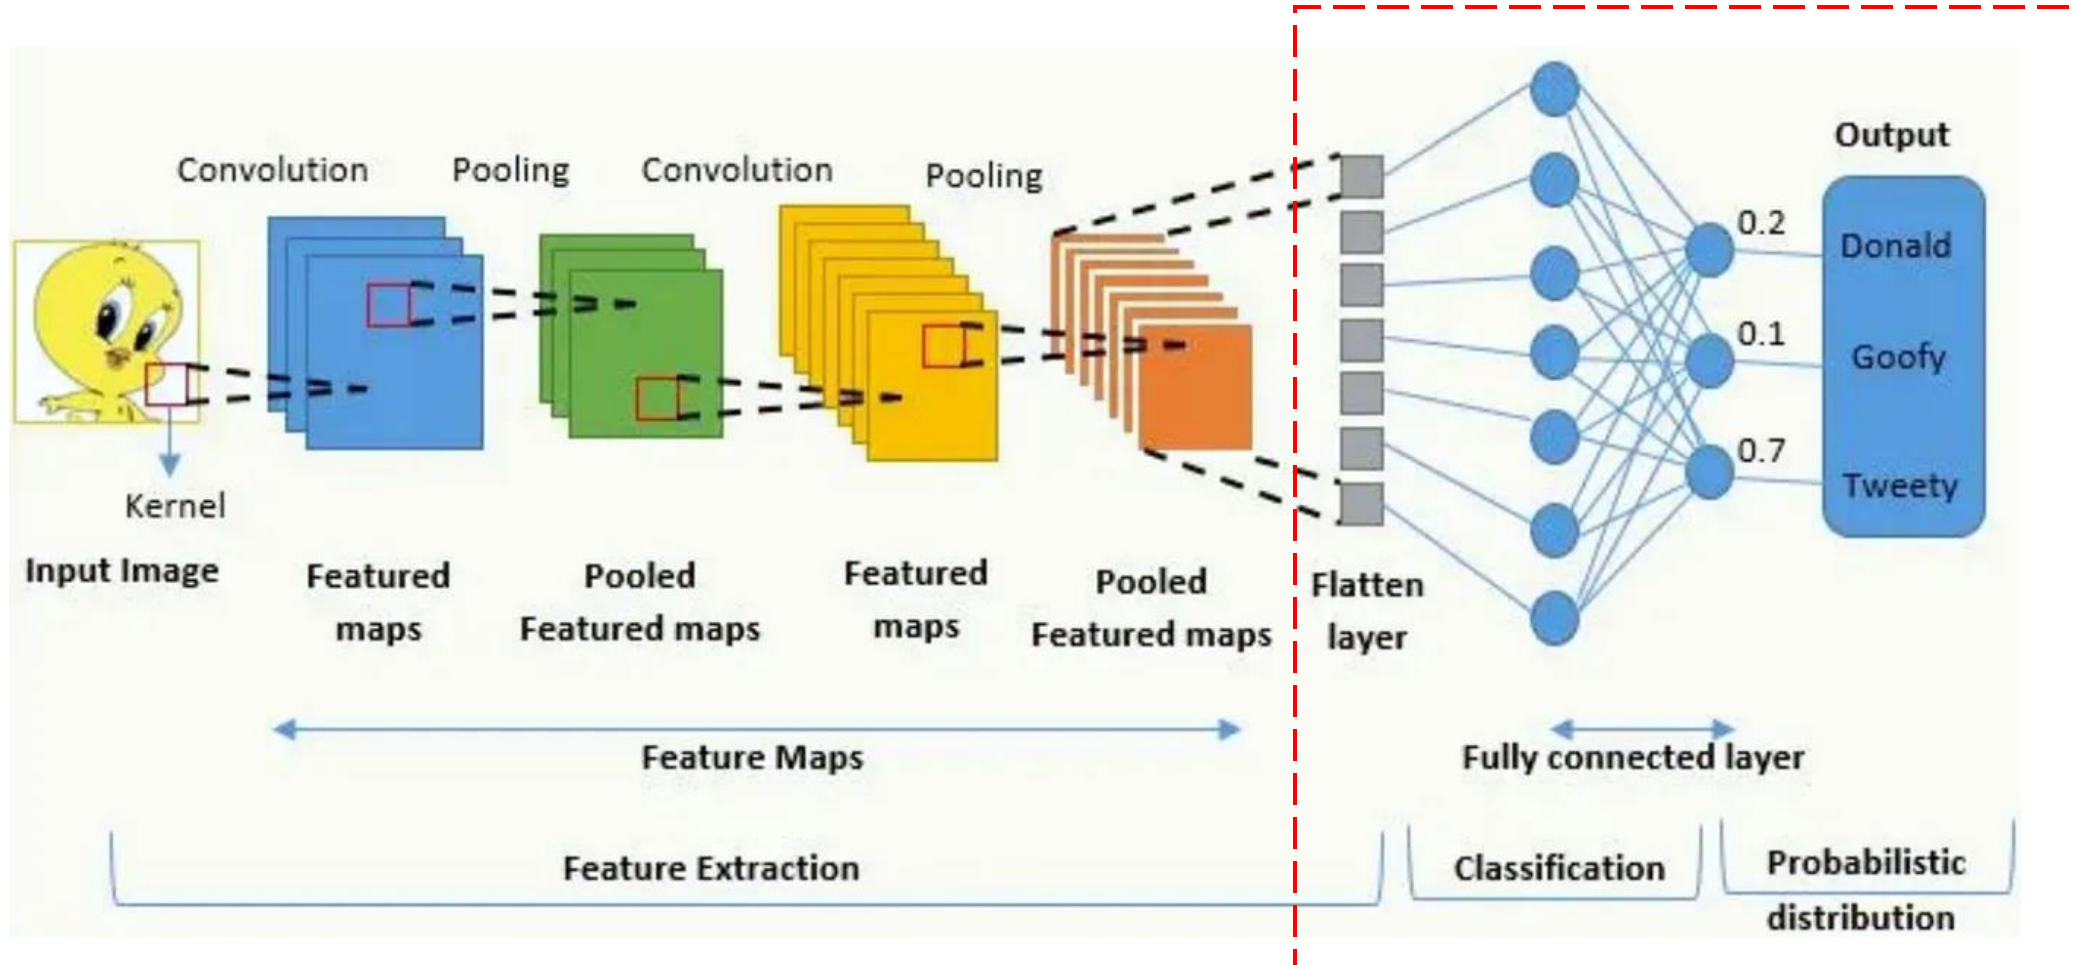 Convolution
Pooling
Convolution
Pooling
Output
0.2
Donald
0.1
Goofy
0.7
Tweety
Kernel
Input Image
Featured
maps
Pooled
Featured maps
Featured
maps
Pooled
Featured maps
Flatten
layer
Feature Maps
Fully connected layer
Feature Extraction
Classification
Probabilistic
distribution